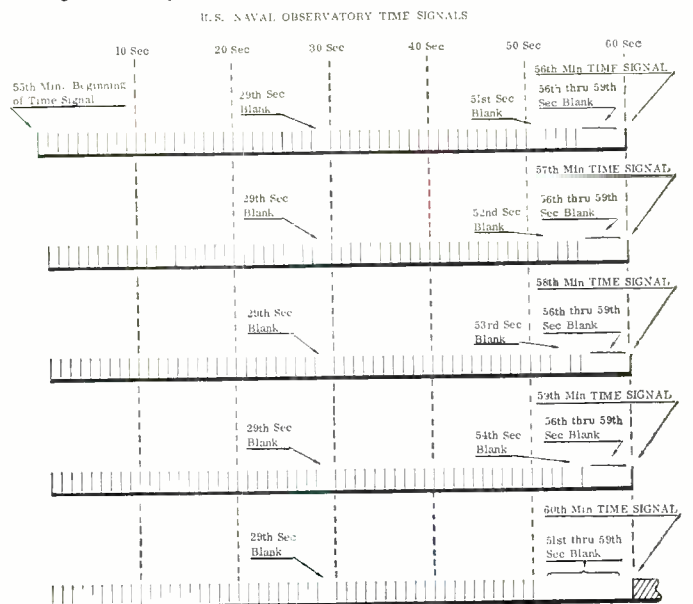 U.S. NAVAL OBSERVATORY TIME SIGNALS
10 Sec 20 Sec 30 Sec 40 Sec 50 Sec 60 Sec
55th Min. Beginning
of Time Signal
29th Sec
Blank
51st Sec
Blank
56th Min TIME SIGNAL
56th thru 59th
Sec Blank
57th Min TIME SIGNAL
29th Sec
Blank
52nd Sec
Blank
56th thru 59th
Sec Blank
58th Min TIME SIGNAL
29th Sec
Blank
53rd Sec
Blank
56th thru 59th
Sec Blank
59th Min TIME SIGNAL
29th Sec
Blank
54th Sec
Blank
56th thru 59th
Sec Blank
60th Min TIME SIGNAL
29th Sec
Blank
51st thru 59th
Sec Blank